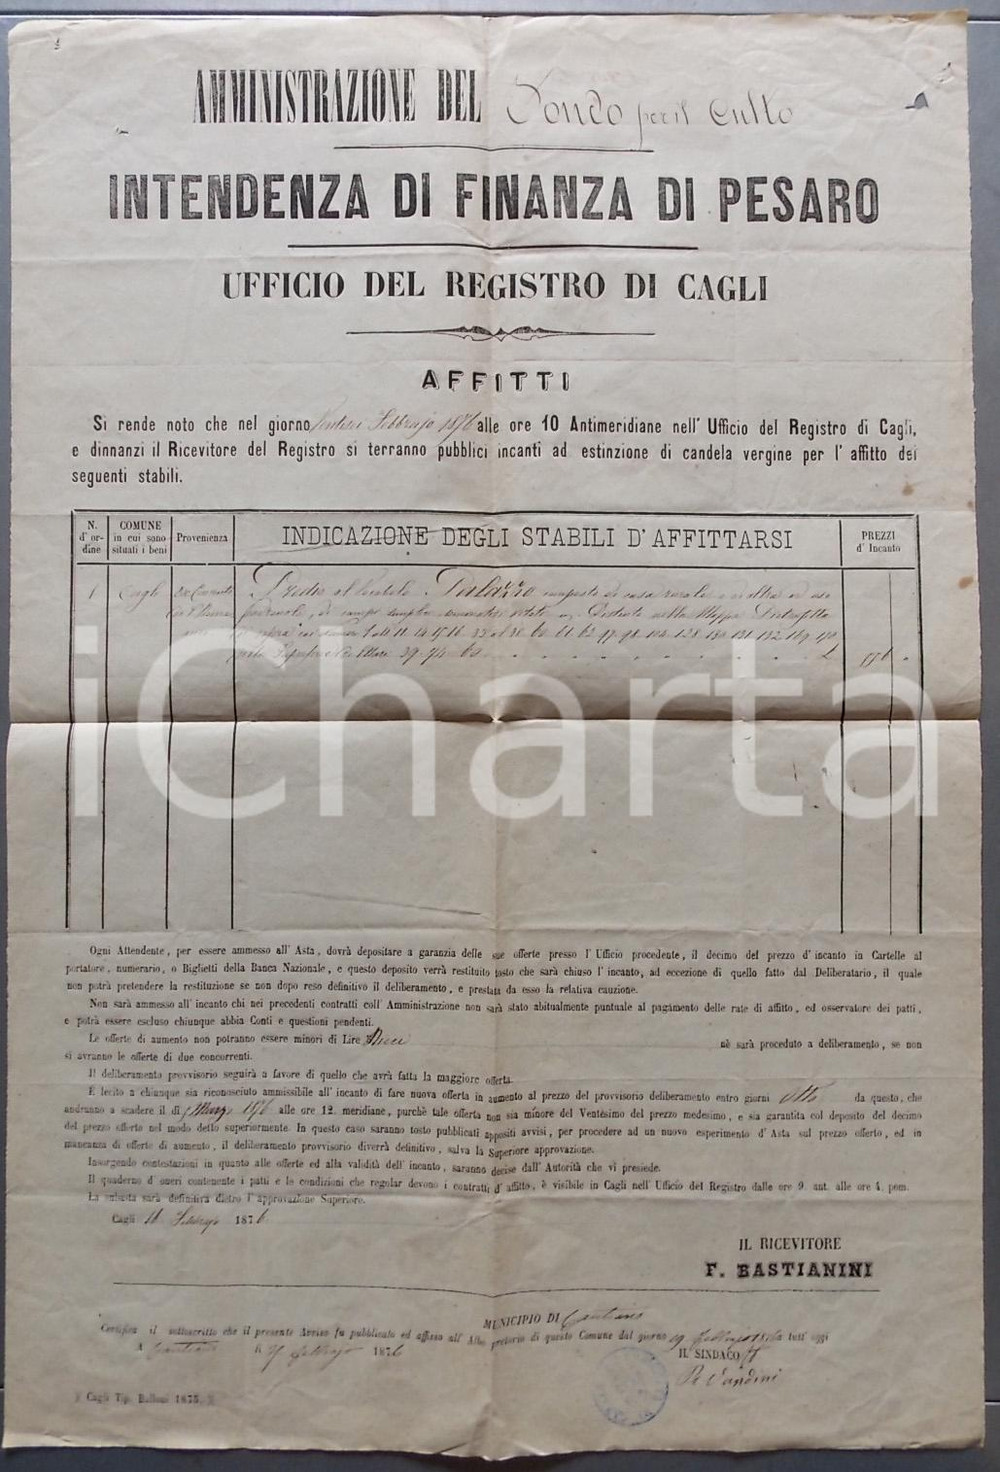 AMMINISTRAZIONE DEL Fondo per il Culto
INTENDENZA DI FINANZA DI PESARO
UFFICIO DEL REGISTRO DI CAGLI
AFFITTI
Si rende noto che nel giorno Febbrajo 1876 alle ore 10 Antimeridiane nell' Ufficio del Registro di Cagli,
e dinnanzi il Ricevitore del Registro si terranno pubblici incanti ad estinzione di candela vergine per l' affitto dei
seguenti stabili.
N. d' ordine
COMUNE in cui sono situati i beni
Provenienza
INDICAZIONE DEGLI STABILI D' AFFITTARSI
PREZZI d' Incanto
1 Cagli Predio al Vocabolo Palazzo composto di casa rurale
iCharta
Ogni Attendente, per essere ammesso all' Asta, dovrà depositare a garanzia delle sue offerte presso l' Ufficio procedente, il decimo del prezzo d' incanto in Cartelle al
portatore, numerario, o Biglietti della Banca Nazionale, e questo deposito verrà restituito tosto che sarà chiuso l' incanto, ad eccezione di quello fatto dal Deliberatario, il quale
non potrà pretendere la restituzione se non dopo reso definitivo il deliberamento, e prestata da esso la relativa cauzione.
Non sarà ammesso all' incanto chi nei precedenti contratti coll' Amministrazione non sarà stato abitualmente puntuale al pagamento delle rate di affitto, ed osservatore dei patti,
e potrà essere escluso chiunque abbia Conti e questioni pendenti.
Le offerte di aumento non potranno essere minori di Lire Dieci nè sarà proceduto a deliberamento, se non
si avranno le offerte di due concorrenti.
Il deliberamento provvisorio seguirà a favore di quello che avrà fatta la maggiore offerta.
È lecito a chiunque sia riconosciuto ammissibile all' incanto di fare nuova offerta in aumento al prezzo del provvisorio deliberamento entro giorni Otto da questo, che
andranno a scadere il dì Marzo 1876 alle ore 12. meridiane, purchè tale offerta non sia minore del Ventesimo del prezzo medesimo, e sia garantita col deposito del decimo
del prezzo offerto nel modo detto superiormente. In questo caso saranno tosto pubblicati appositi avvisi, per procedere ad un nuovo esperimento d' Asta sul prezzo offerto, ed in
mancanza di offerte di aumento, il deliberamento provvisorio diverrà definitivo, salva la Superiore approvazione.
Insorgendo contestazioni in quanto alle offerte ed alla validità dell' incanto, saranno decise dall' Autorità che vi presiede.
Il quaderno d' oneri contenente i patti e le condizioni che regolar devono i contratti d' affitto, è visibile in Cagli nell' Ufficio del Registro dalle ore 9. ant. alle ore 4. pom.
La subasta sarà definitiva dietro l' approvazione Superiore.
Cagli 11 Febbrajo 1876
IL RICEVITORE
F. BASTIANINI
MUNICIPIO DI Cantiano
Certifica il sottoscritto che il presente Avviso fu pubblicato ed affisso all' Albo pretorio di questo Comune dal giorno 19 Febbrajo 1876 a tutt' oggi
A Cantiano li Febbrajo 1876
IL SINDACO
Cagli Tip. Balloni 1875.